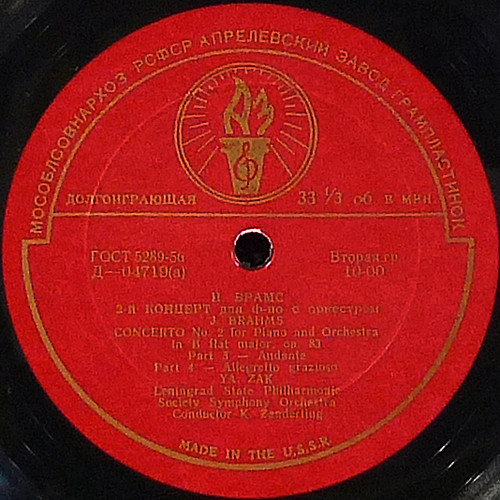 МОСОБЛСОВНАРХОЗ РСФСР АПРЕЛЕВСКИЙ ЗАВОД ГРАМПЛАСТИНОК
АЗ
ДОЛГОИГРАЮЩАЯ 33 ⅓ об. в мин.
ГОСТ 5289-56 Вторая гр.
Д—04719(а) 10-00
И. БРАМС
2-й КОНЦЕРТ для ф-но с оркестром
J. BRAHMS
CONCERTO No. 2 for Piano and Orchestra
in B flat major, op. 83
Part 3 — Andante
Part 4 — Allegretto grazioso
YA. ZAK
Leningrad State Philharmonic
Society Symphony Orchestra
Conductor K. Zanderling
MADE IN THE U.S.S.R.